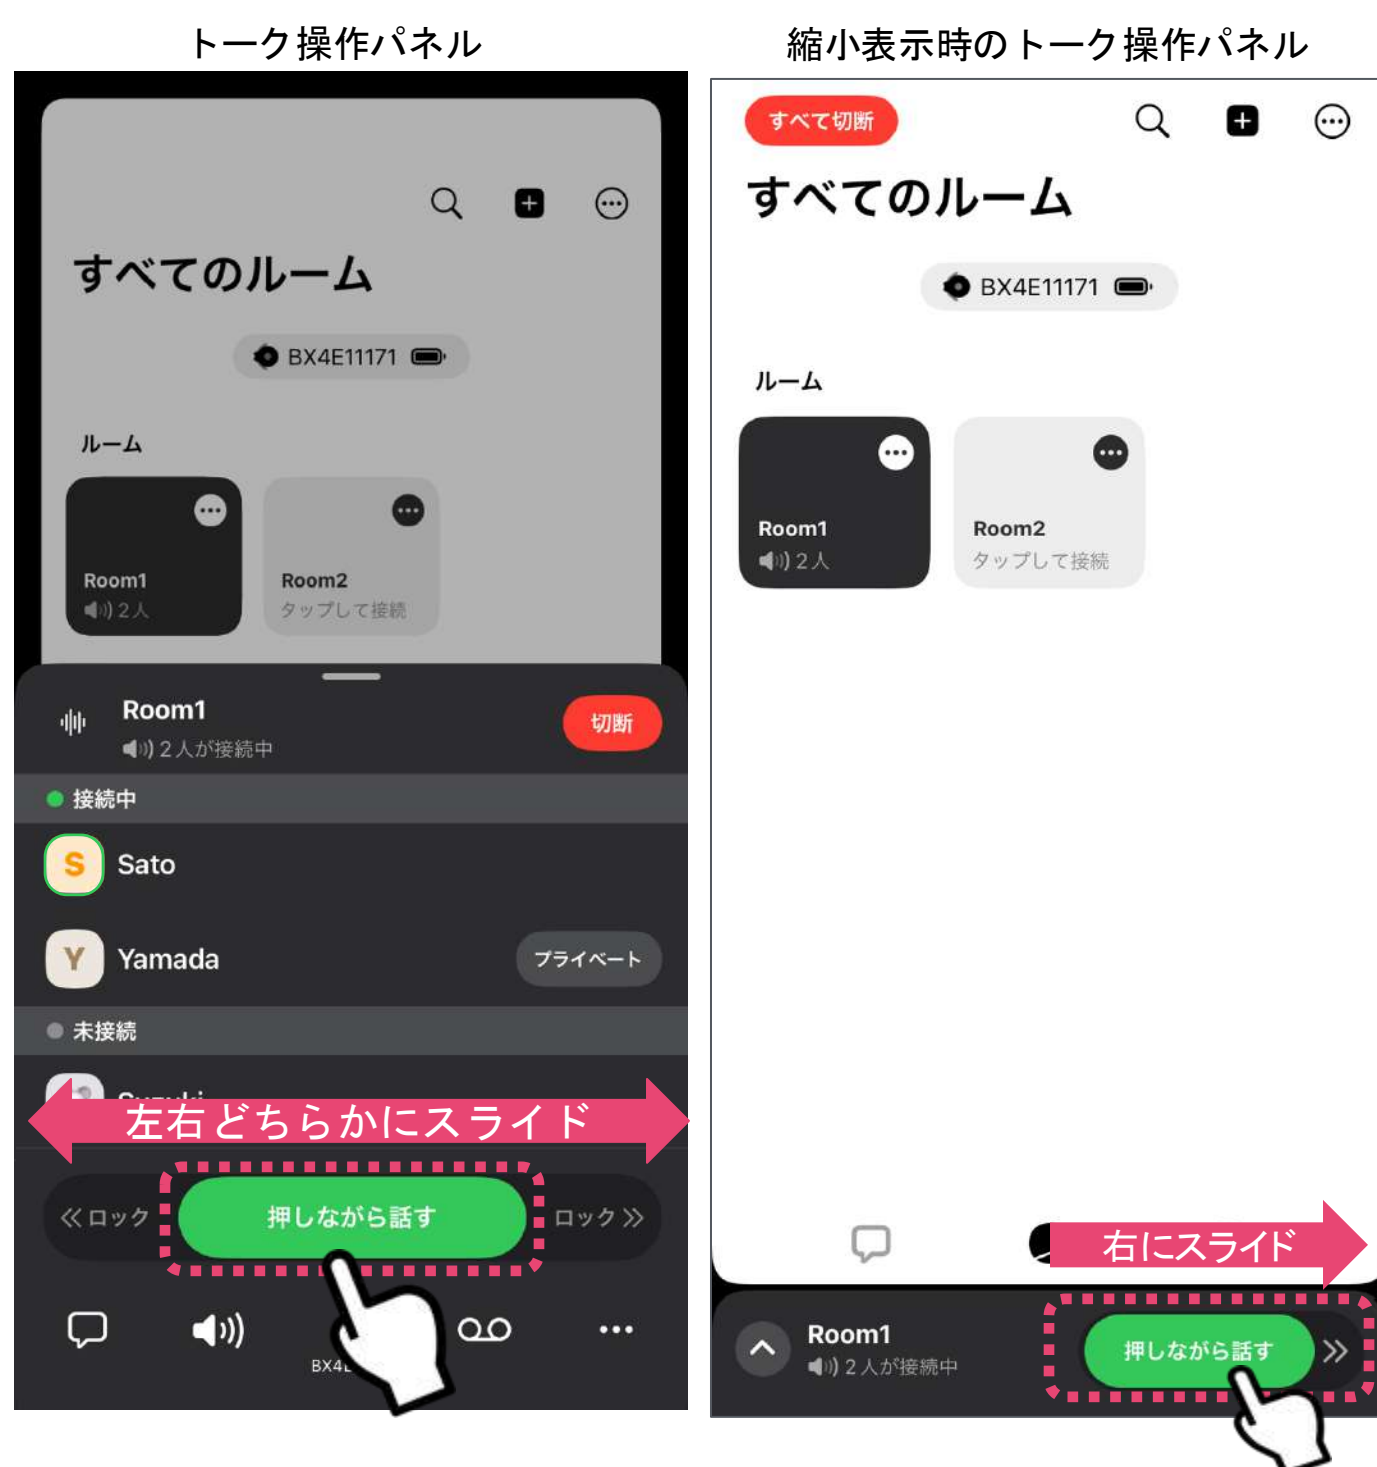 トーク操作パネル
すべてのルーム
BX4E11171
ルーム
Room1
2人
Room2
タップして接続
Room1
2人が接続中
切断
接続中
S
Sato
Y
Yamada
プライベート
未接続
左右どちらかにスライド
ロック
押しながら話す
ロック
縮小表示時のトーク操作パネル
すべて切断
すべてのルーム
BX4E11171
ルーム
Room1
2人
Room2
タップして接続
右にスライド
Room1
2人が接続中
押しながら話す